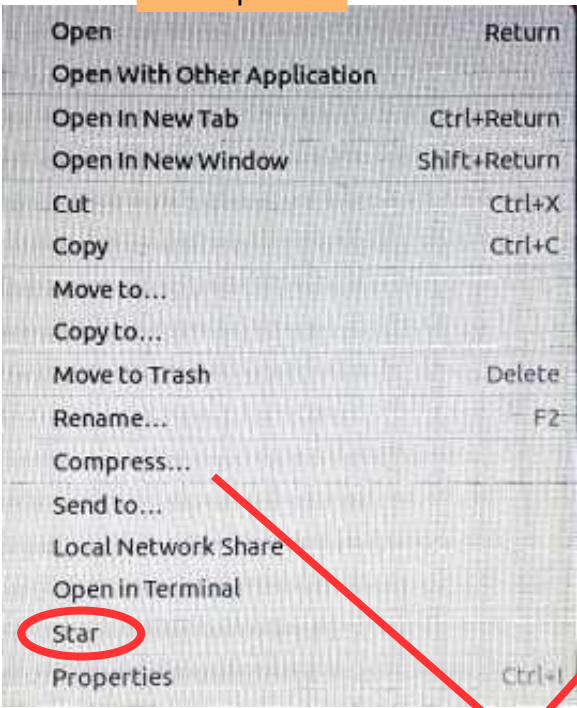 Open Return
Open With Other Application
Open In New Tab Ctrl+Return
Open In New Window Shift+Return
Cut Ctrl+X
Copy Ctrl+C
Move to...
Copy to...
Move to Trash Delete
Rename... F2
Compress...
Send to...
Local Network Share
Open in Terminal
Star
Properties Ctrl+I